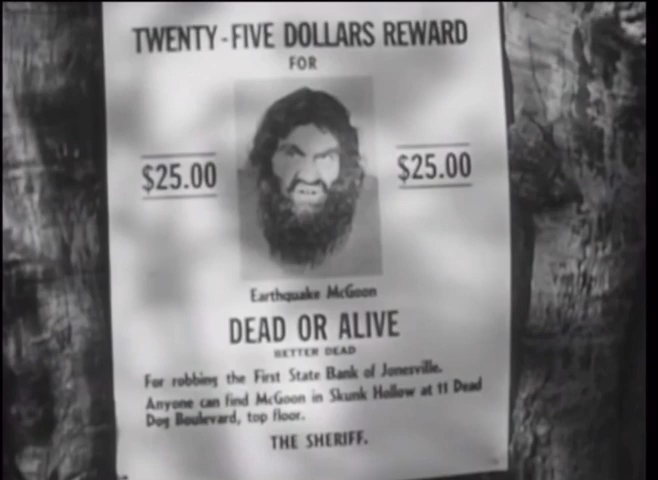 TWENTY-FIVE DOLLARS REWARD
FOR
$25.00 $25.00
Earthquake McGoon
DEAD OR ALIVE
BETTER DEAD
For robbing the First State Bank of Jonesville.
Anyone can find McGoon in Skunk Hollow at 11 Dead
Dog Boulevard, top floor.
THE SHERIFF.